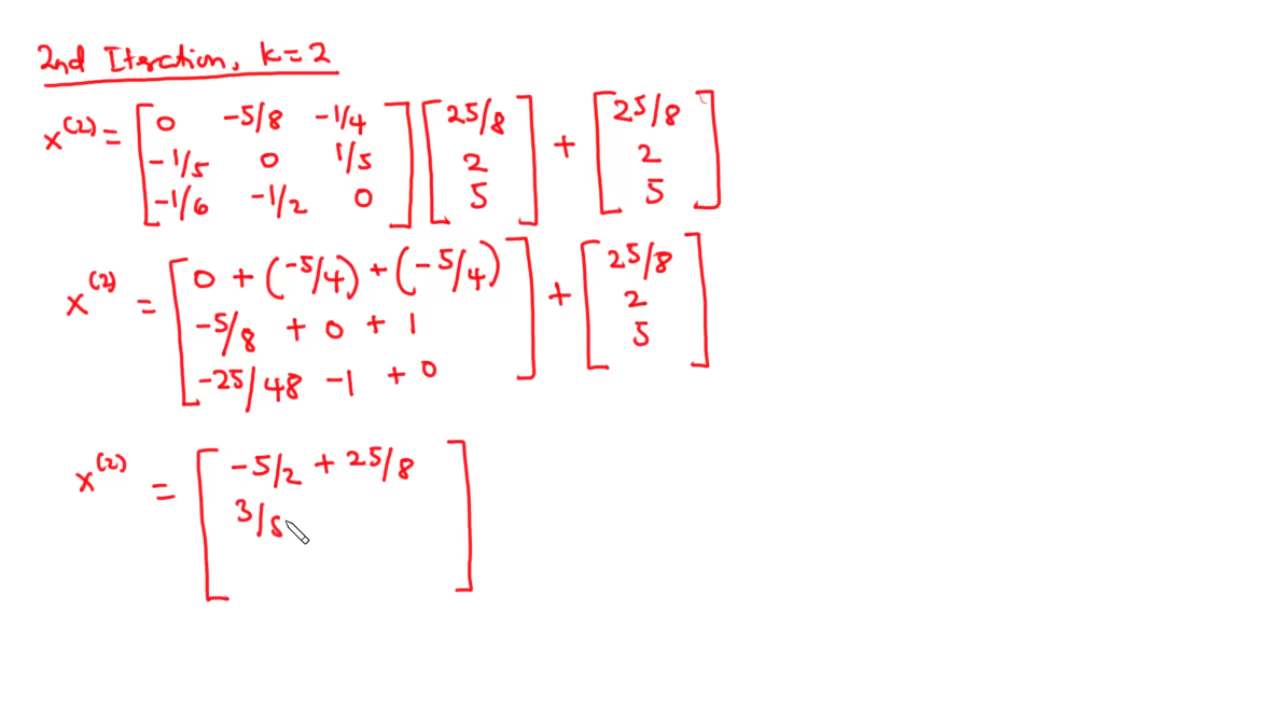 2nd Iteration, k=2
x^(2) = [ 0 -5/8 -1/4 ] [ 25/8 ] + [ 25/8 ]
-1/5 0 1/5 2 2
-1/6 -1/2 0 5 5
x^(2) = [ 0 + (-5/4) + (-5/4) ] + [ 25/8 ]
-5/8 + 0 + 1 2
-25/48 -1 + 0 5
x^(2) = [ -5/2 + 25/8 ]
3/8